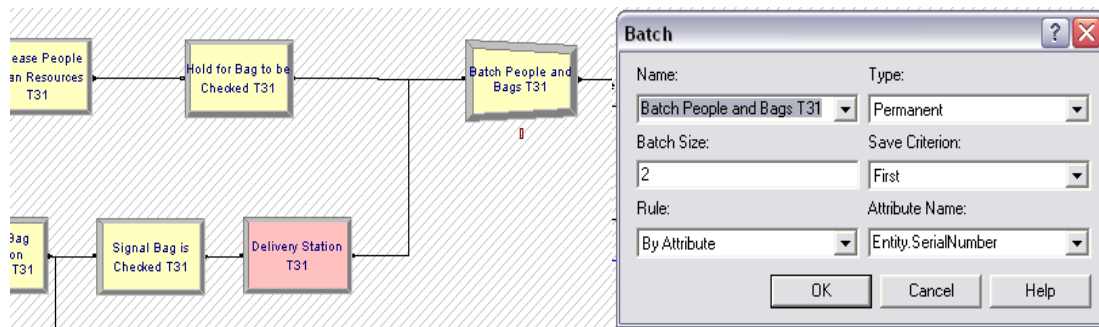 ease People
an Resources
T31
Hold for Bag to be
Checked T31
Batch People and
Bags T31
Bag
on
T31
Signal Bag is
Checked T31
Delivery Station
T31
Batch
Name:
Type:
Batch People and Bags T31
Permanent
Batch Size:
Save Criterion:
2
First
Rule:
Attribute Name:
By Attribute
Entity.SerialNumber
OK
Cancel
Help